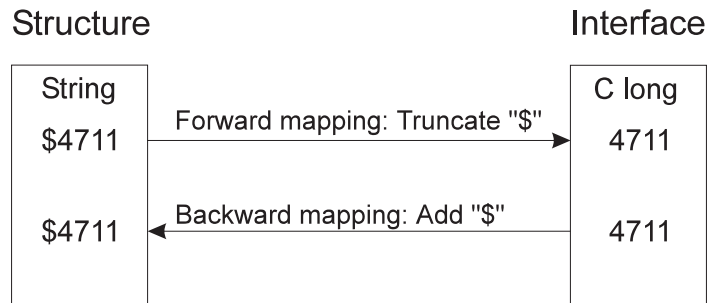 Structure Interface
String C long
$4711 Forward mapping: Truncate "$" 4711
$4711 Backward mapping: Add "$" 4711